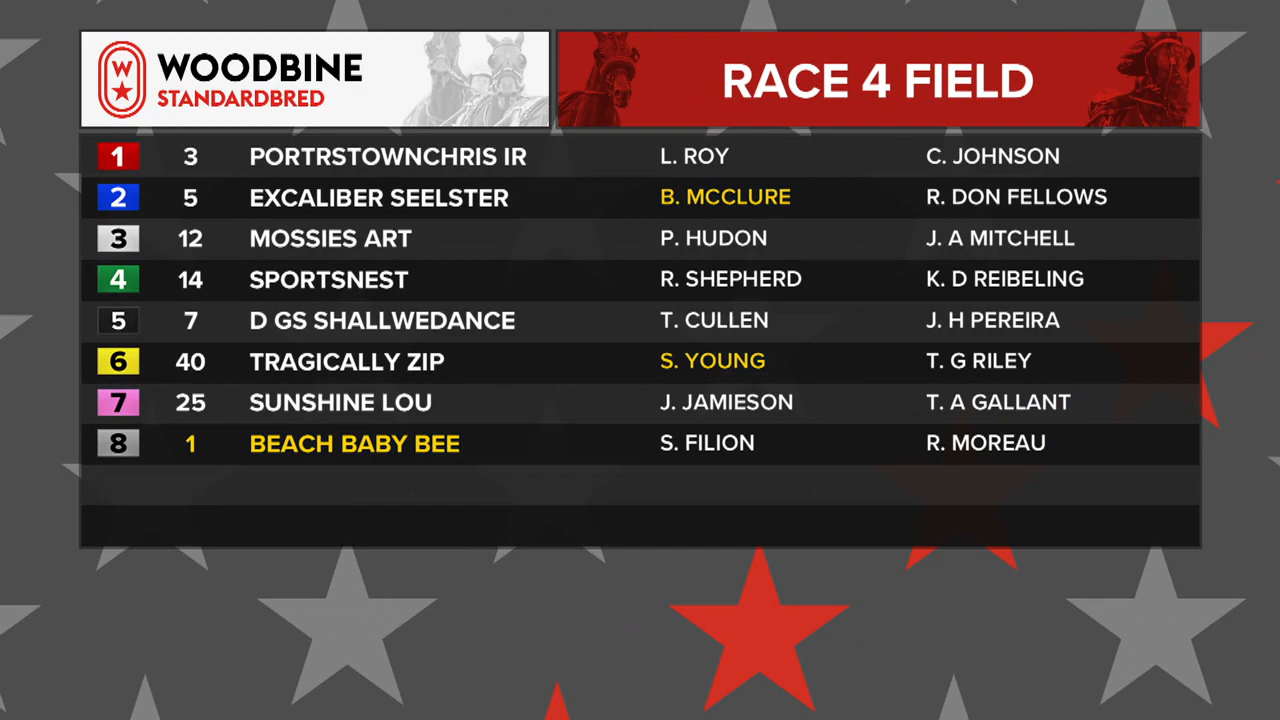 W
WOODBINE
STANDARDBRED
RACE 4 FIELD
1 3 PORTRSTOWNCHRIS IR L. ROY C. JOHNSON
2 5 EXCALIBER SEELSTER B. MCCLURE R. DON FELLOWS
3 12 MOSSIES ART P. HUDON J. A MITCHELL
4 14 SPORTSNEST R. SHEPHERD K. D REIBELING
5 7 D GS SHALLWEDANCE T. CULLEN J. H PEREIRA
6 40 TRAGICALLY ZIP S. YOUNG T. G RILEY
7 25 SUNSHINE LOU J. JAMIESON T. A GALLANT
8 1 BEACH BABY BEE S. FILION R. MOREAU